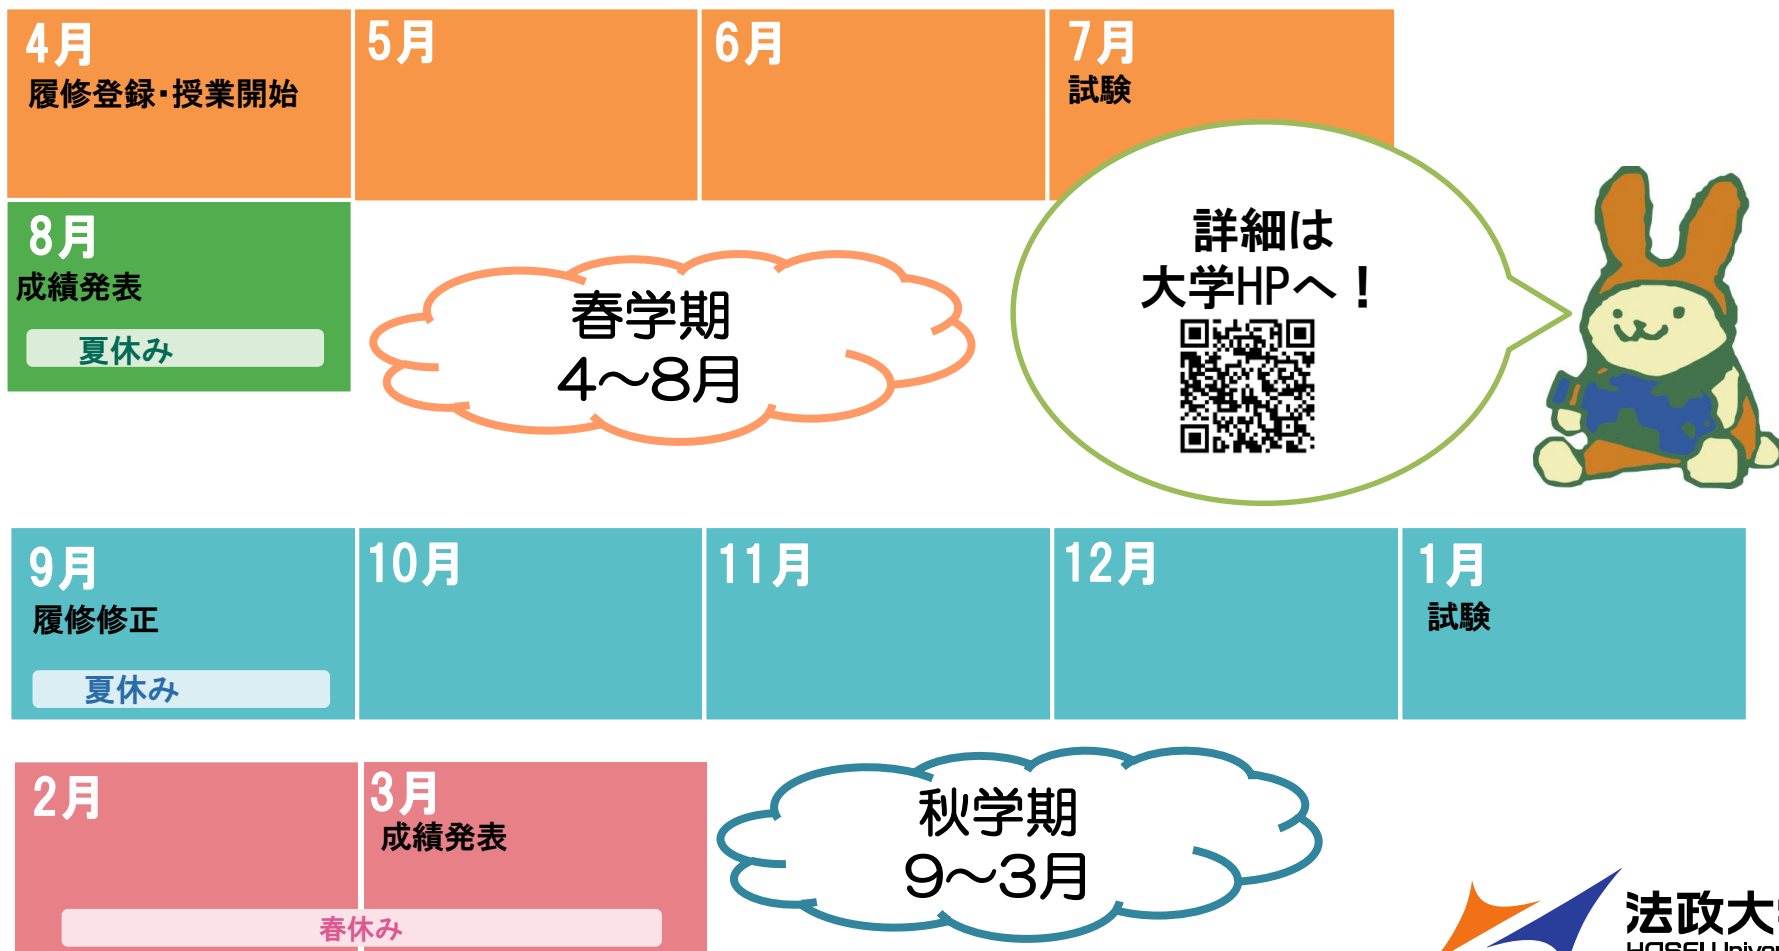 4月
履修登録・授業開始
5月
6月
7月
試験
8月
成績発表
夏休み
春学期
4～8月
詳細は
大学HPへ！
9月
履修修正
夏休み
10月
11月
12月
1月
試験
2月
3月
成績発表
春休み
秋学期
9～3月
法政大
HOSEI